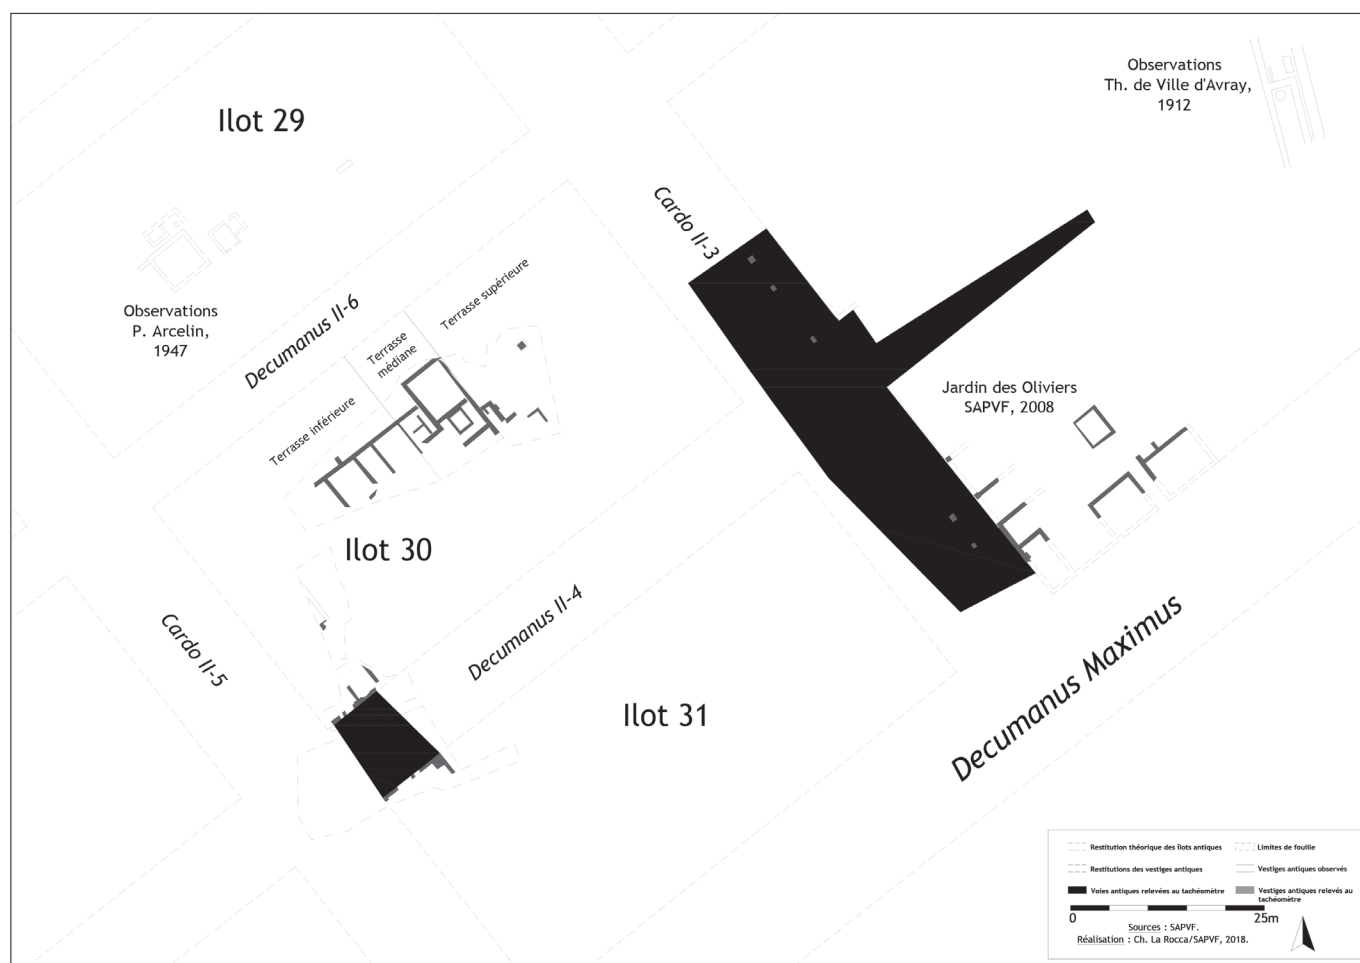 Observations
Th. de Ville d'Avray,
1912
Ilot 29
Cardo II-3
Observations
P. Arcelin,
1947
Decumanus II-6
Terrasse supérieure
Terrasse
médiane
Terrasse inférieure
Jardin des Oliviers
SAPVF, 2008
Ilot 30
Cardo II-5
Decumanus II-4
Ilot 31
Decumanus Maximus
Restitution théorique des îlots antiques
Limites de fouille
Restitutions des vestiges antiques
Vestiges antiques observés
Voies antiques relevées au tachéomètre
Vestiges antiques relevés au
tachéomètre
0 25m
Sources : SAPVF.
Réalisation : Ch. La Rocca/SAPVF, 2018.